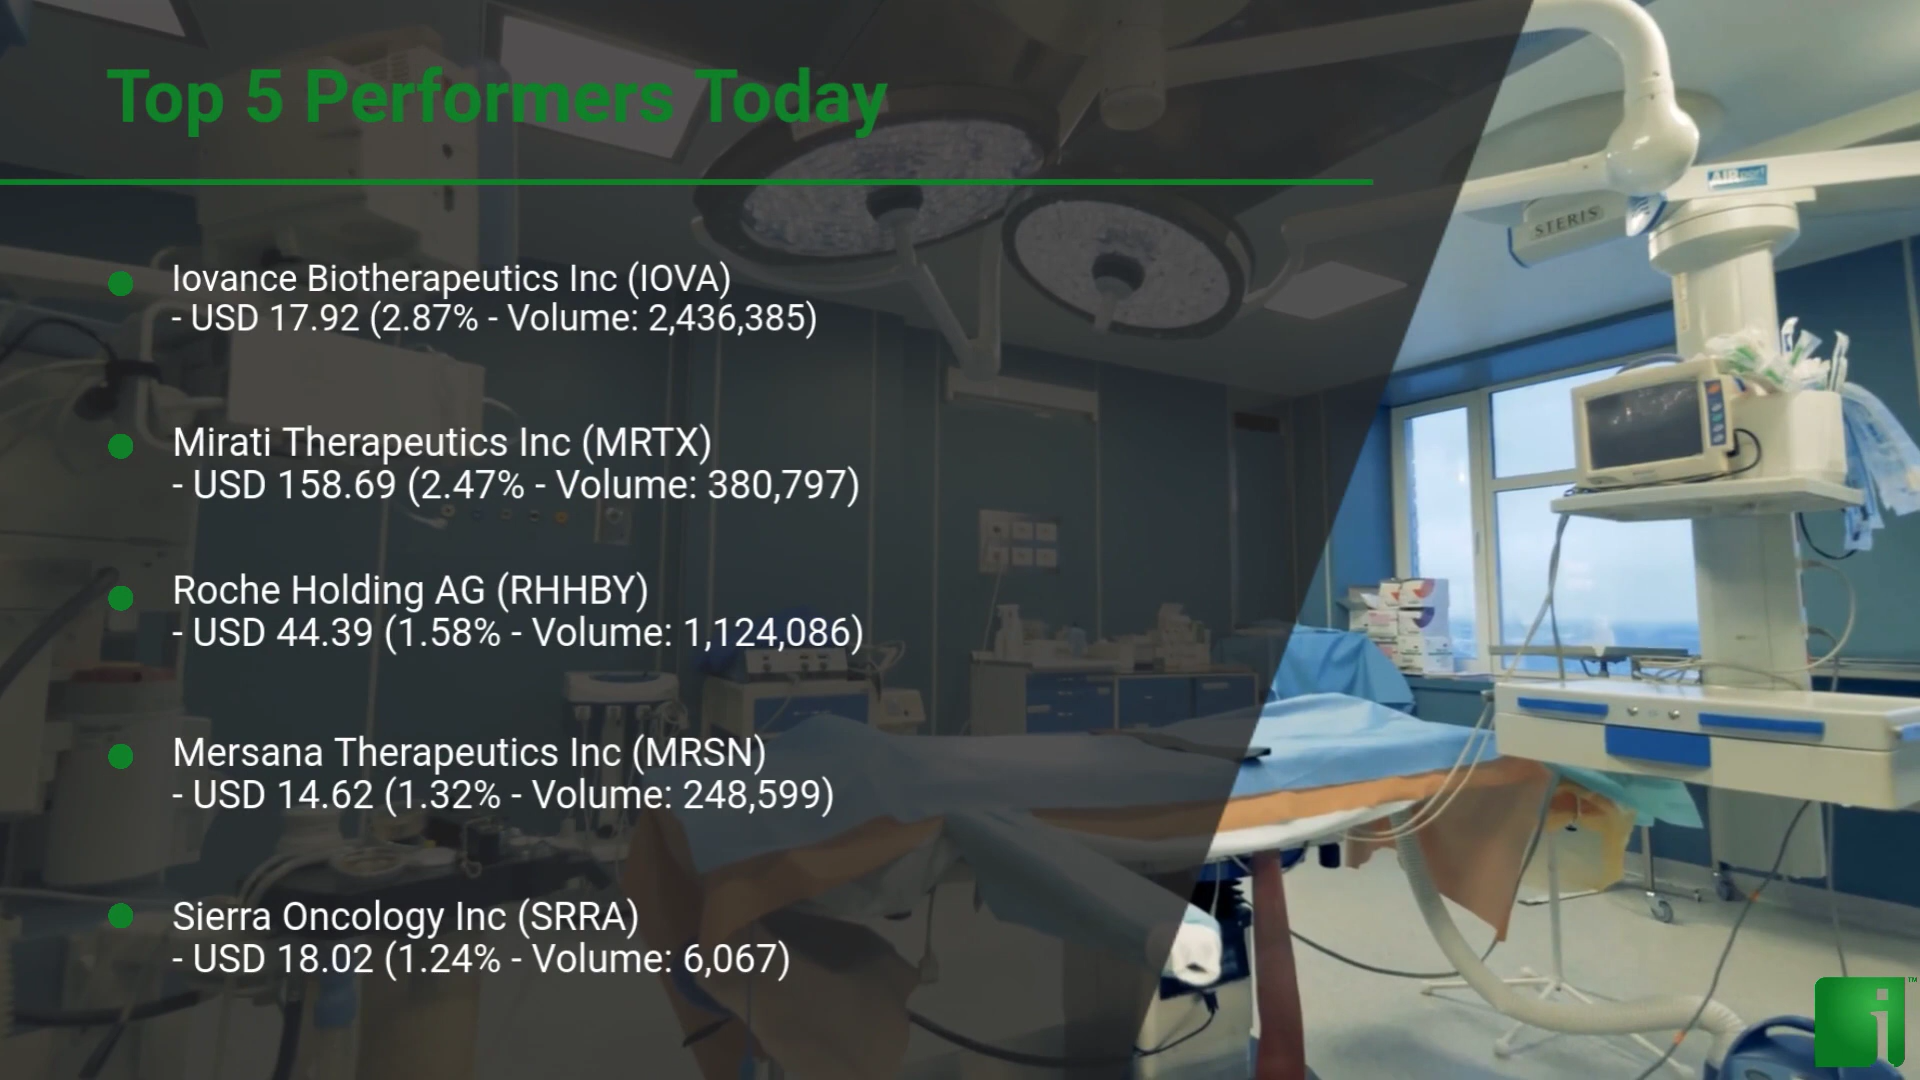 Top 5 Performers Today
Iovance Biotherapeutics Inc (IOVA)
- USD 17.92 (2.87% - Volume: 2,436,385)
Mirati Therapeutics Inc (MRTX)
- USD 158.69 (2.47% - Volume: 380,797)
Roche Holding AG (RHHBY)
- USD 44.39 (1.58% - Volume: 1,124,086)
Mersana Therapeutics Inc (MRSN)
- USD 14.62 (1.32% - Volume: 248,599)
Sierra Oncology Inc (SRRA)
- USD 18.02 (1.24% - Volume: 6,067)
STERIS
i
TM